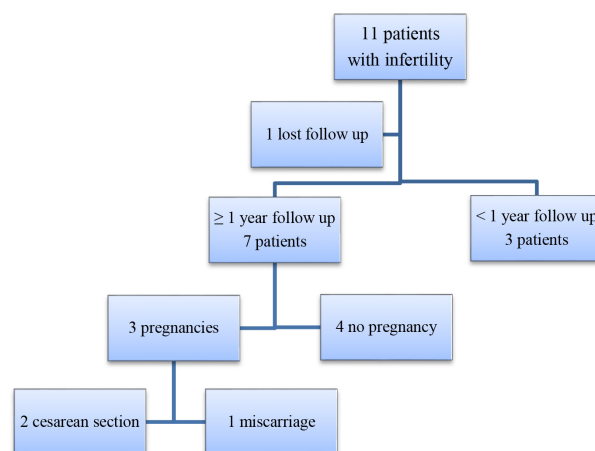 11 patients
with infertility
1 lost follow up
≥ 1 year follow up
7 patients
< 1 year follow up
3 patients
3 pregnancies
4 no pregnancy
2 cesarean section
1 miscarriage